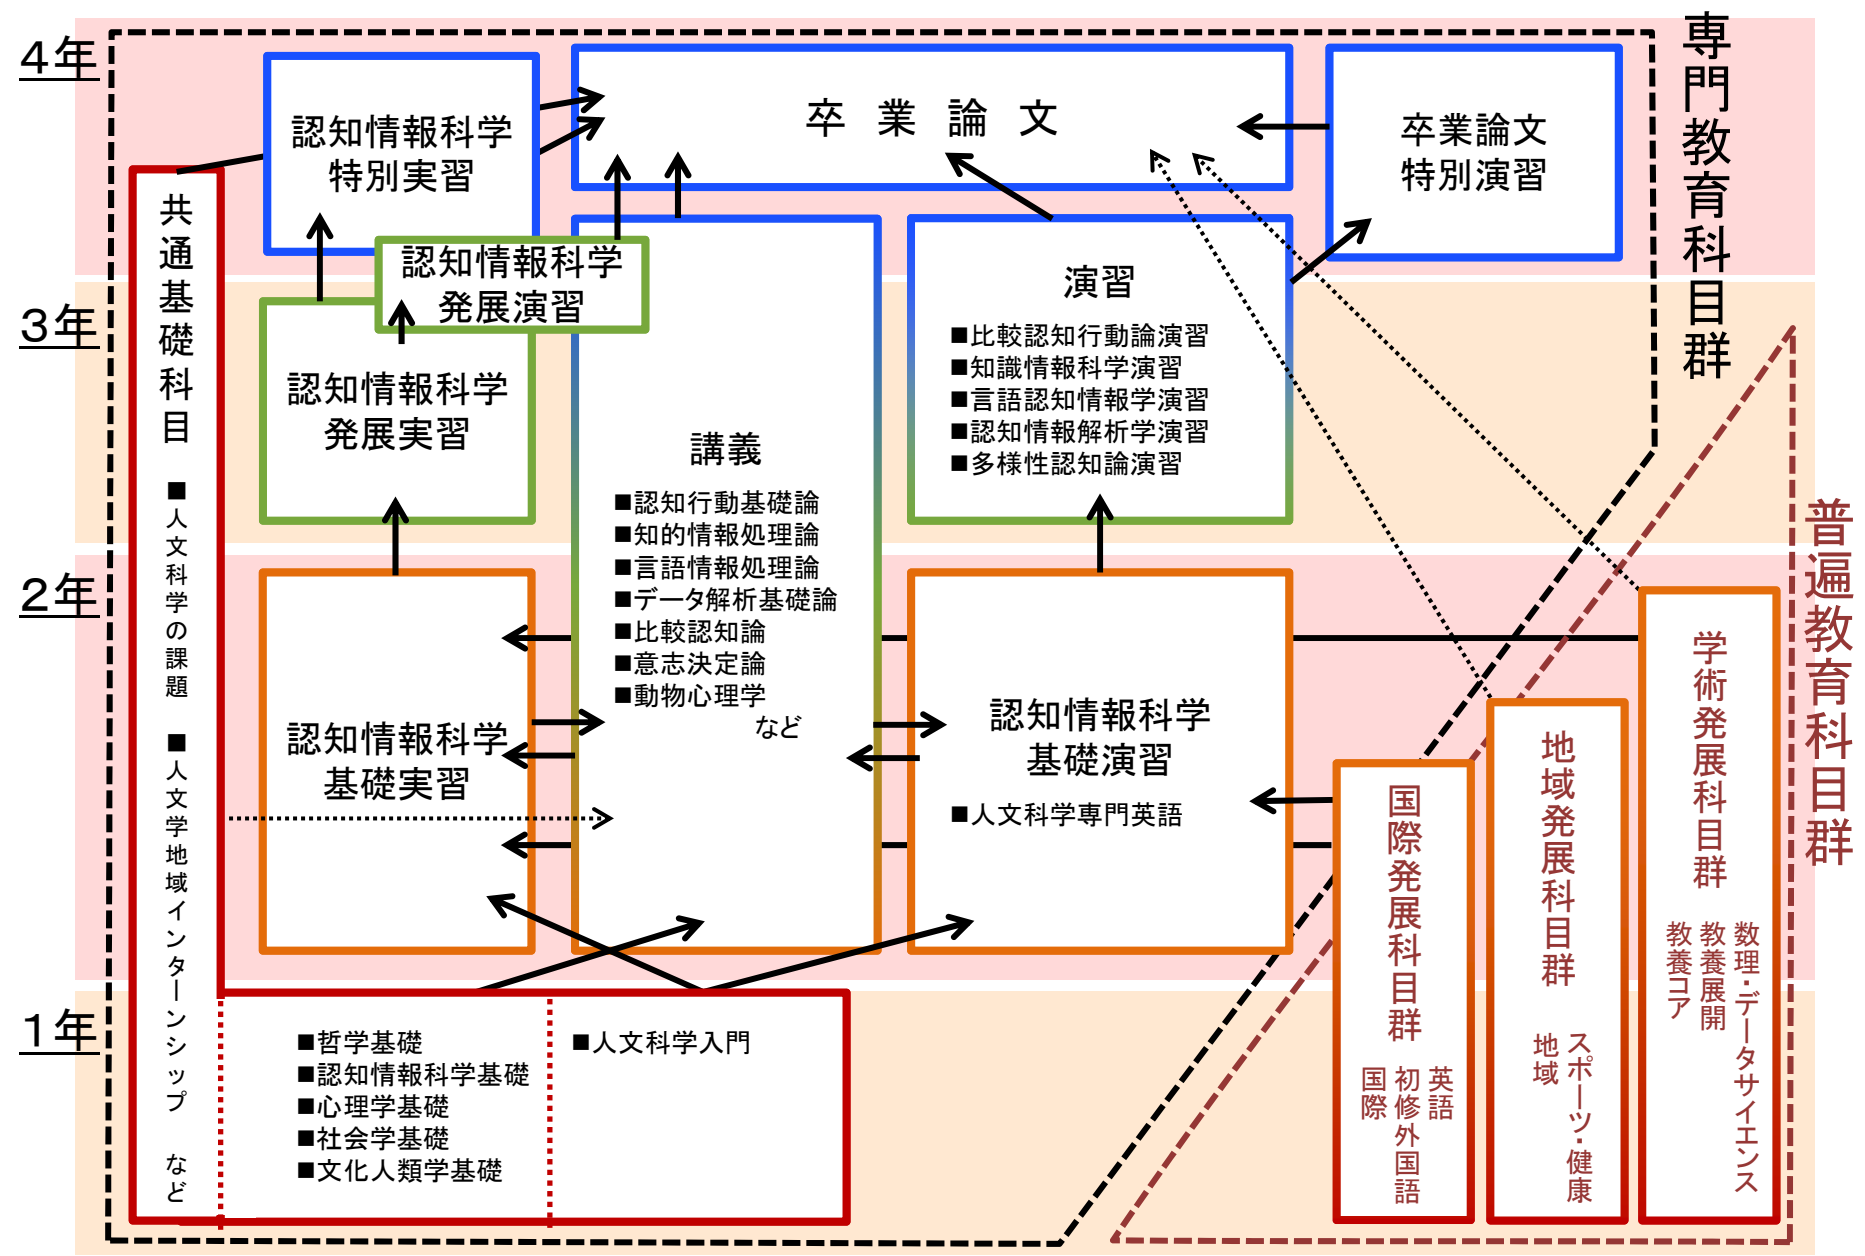 専門教育科目群
普遍教育科目群
4年
認知情報科学
特別実習
卒業論文
卒業論文
特別演習
3年
認知情報科学
発展演習
認知情報科学
発展実習
演習
■比較認知行動論演習
■知識情報科学演習
■言語認知情報学演習
■認知情報解析学演習
■多様性認知論演習
講義
■認知行動基礎論
■知的情報処理論
■言語情報処理論
■データ解析基礎論
■比較認知論
■意志決定論
■動物心理学
など
2年
認知情報科学
基礎実習
認知情報科学
基礎演習
■人文科学専門英語
共通基礎科目 ■人文科学の課題 ■人文学地域インターンシップ など
1年
■哲学基礎
■認知情報科学基礎
■心理学基礎
■社会学基礎
■文化人類学基礎
■人文科学入門
国際発展科目群
英語
初修外国語
国際
地域発展科目群
スポーツ・健康
地域
学術発展科目群
数理・データサイエンス
教養展開
教養コア